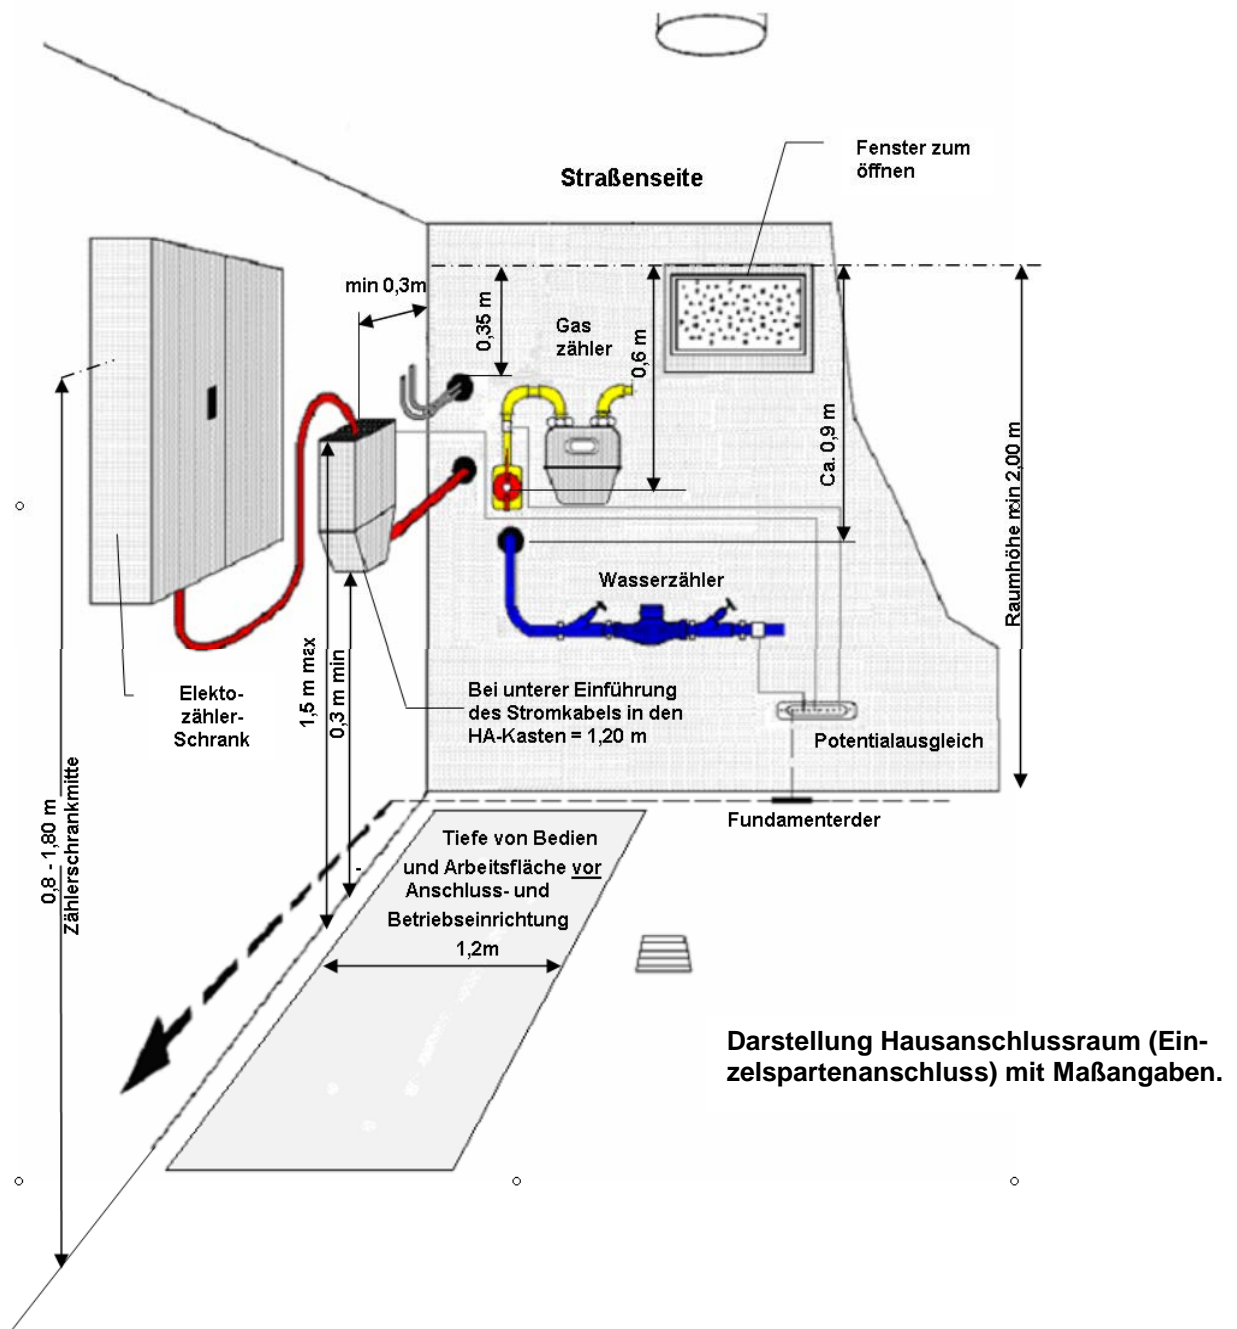 Fenster zum
öffnen
Straßenseite
min 0,3m
0,35 m
Gas
zähler
0,6 m
Ca. 0,9 m
Raumhöhe min 2,00 m
Wasserzähler
1,5 m max
0,3 m min
Elekto-
zähler-
Schrank
Bei unterer Einführung
des Stromkabels in den
HA-Kasten = 1,20 m
Potentialausgleich
0,8 - 1,80 m
Zählerschrankmitte
Fundamenterder
Tiefe von Bedien
und Arbeitsfläche vor
Anschluss- und
Betriebseinrichtung
1,2m
Darstellung Hausanschlussraum (Ein-
zelspartenanschluss) mit Maßangaben.